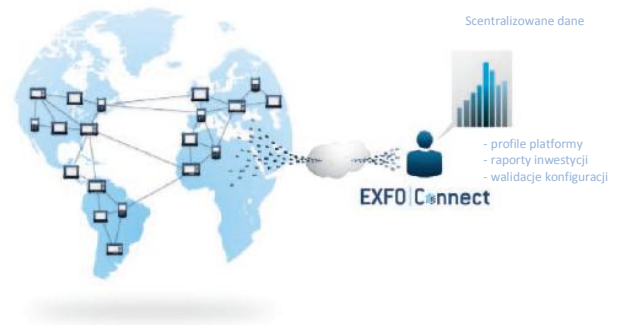 Scentralizowane dane
- profile platformy
- raporty inwestycji
- walidacje konfiguracji
EXFO Connect